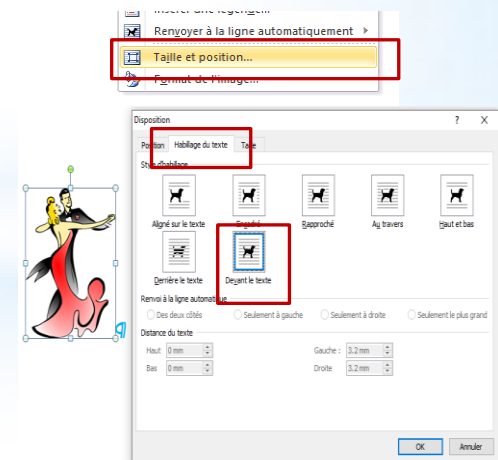 Insérer une légende...
Renvoyer à la ligne automatiquement
Taille et position...
Format de l'image...
Disposition ? X
Position Habillage du texte Taille
Style d'habillage
Aligné sur le texte Encadré Rapproché Au travers Haut et bas
Derrière le texte Devant le texte
Renvoi à la ligne automatique
Des deux côtés Seulement à gauche Seulement à droite Seulement le plus grand
Distance du texte
Haut 0 mm Gauche : 3.2 mm
Bas 0 mm Droite 3.2 mm
¶
OK Annuler